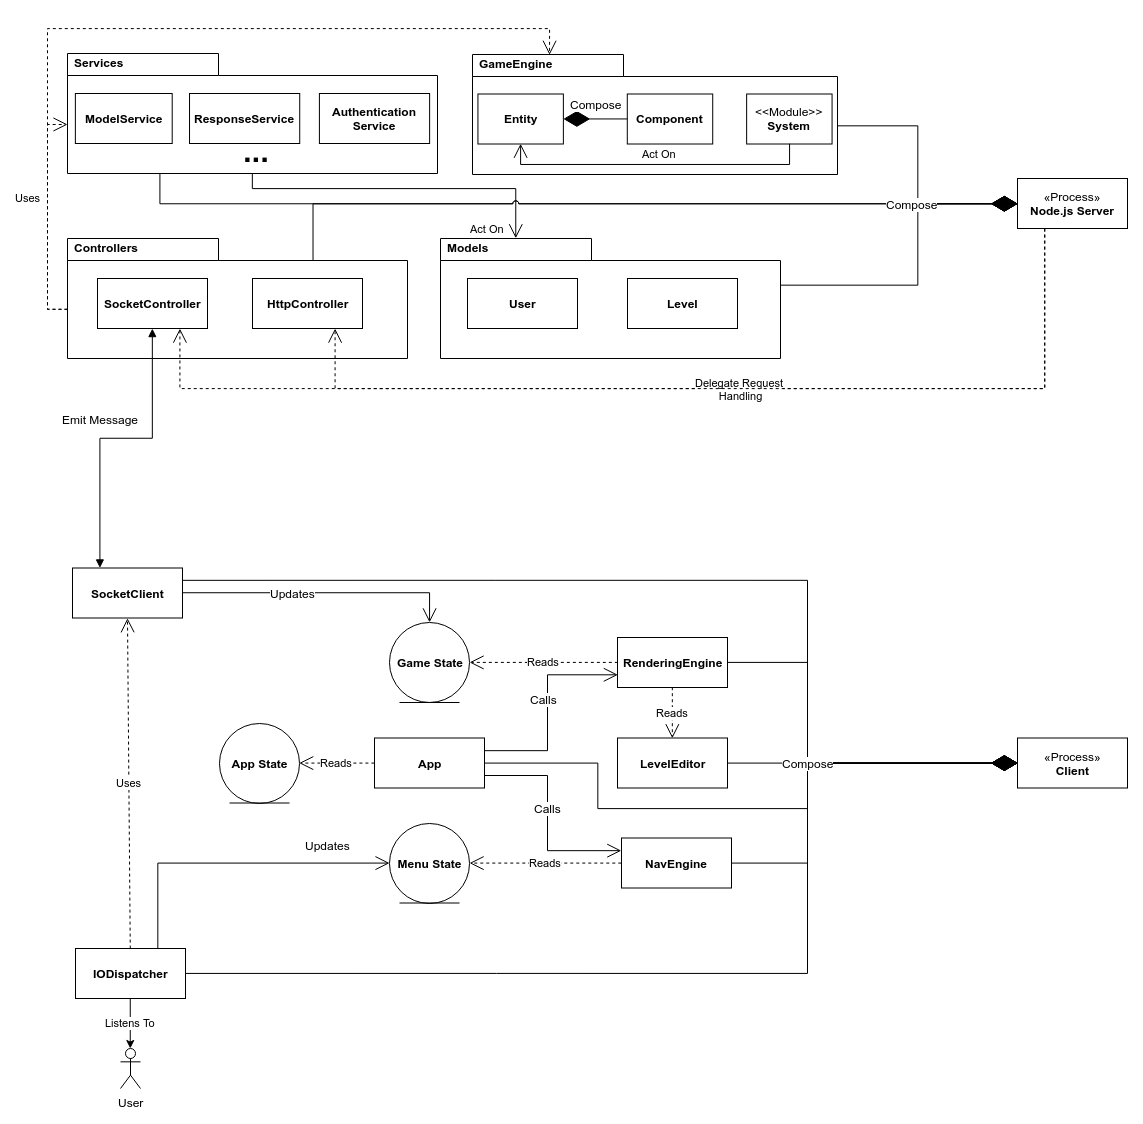 Services
GameEngine
ModelService
ResponseService
Authentication
Service
...
Entity
Compose
Component
<<Module>>
System
Act On
Uses
Compose
«Process»
Node.js Server
Act On
Controllers
Models
SocketController
HttpController
User
Level
Delegate Request
Handling
Emit Message
SocketClient
Updates
Game State
Reads
RenderingEngine
Calls
Reads
App State
Reads
App
LevelEditor
Compose
«Process»
Client
Uses
Calls
Updates
Menu State
Reads
NavEngine
IODispatcher
Listens To
User